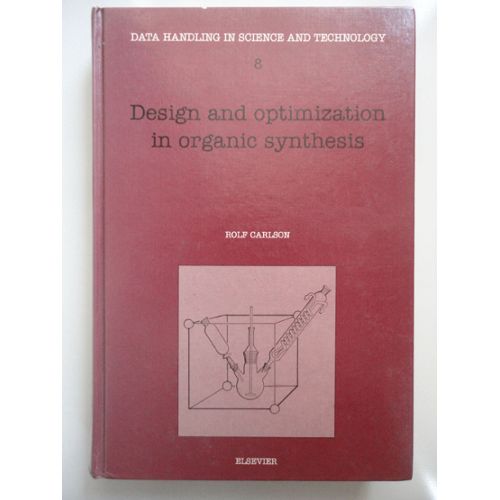 DATA HANDLING IN SCIENCE AND TECHNOLOGY
8
Design and optimization
in organic synthesis
ROLF CARLSON
ELSEVIER